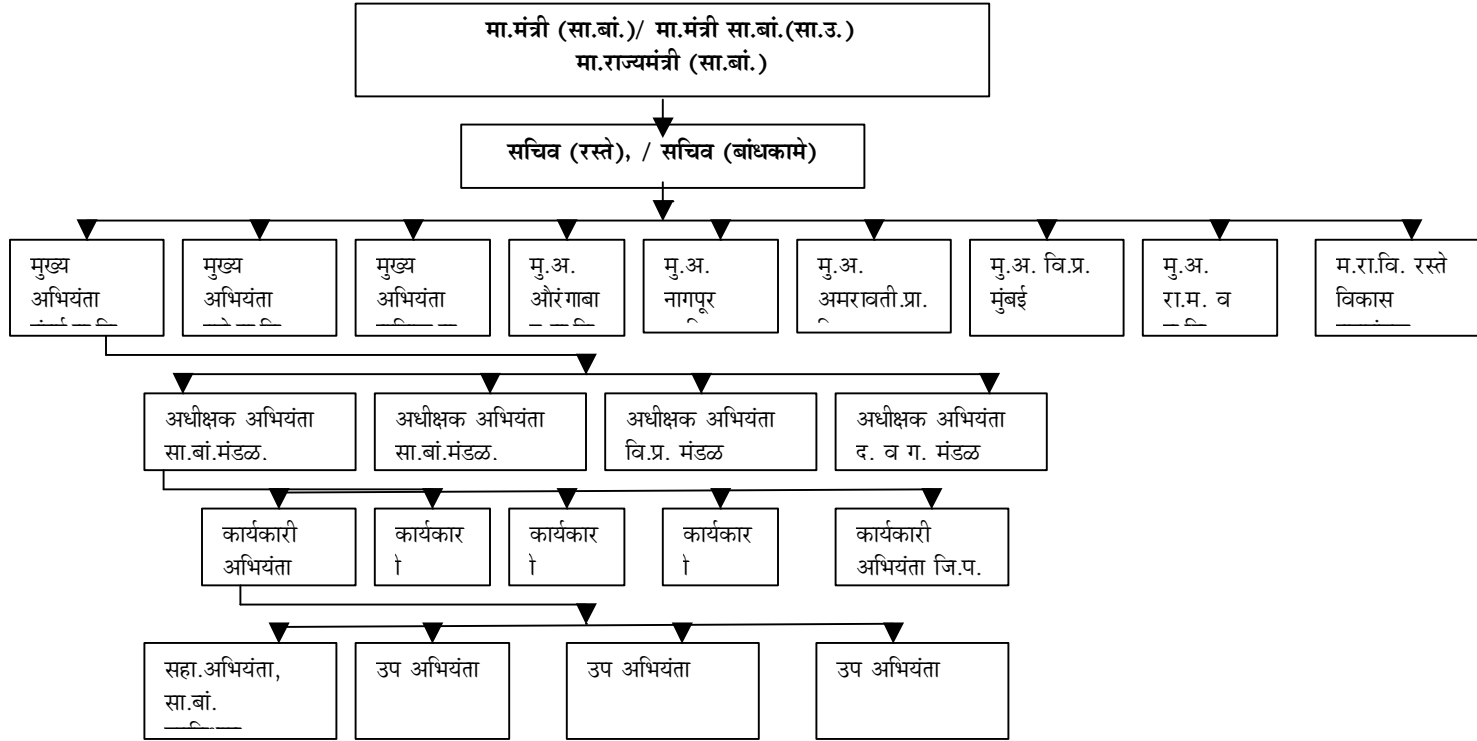 मा.मंत्री (सा.बां.)/ मा.मंत्री सा.बां.(सा.उ.)
मा.राज्यमंत्री (सा.बां.)
सचिव (रस्ते), / सचिव (बांधकामे)
मुख्य
अभियंता
मुख्य
अभियंता
मुख्य
अभियंता
मु.अ.
औरंगाबा
मु.अ.
नागपूर
मु.अ.
अमरावती.प्रा.
मु.अ. वि.प्र.
मुंबई
मु.अ.
रा.म. व
म.रा.वि. रस्ते
विकास
अधीक्षक अभियंता
सा.बां.मंडळ.
अधीक्षक अभियंता
सा.बां.मंडळ.
अधीक्षक अभियंता
वि.प्र. मंडळ
अधीक्षक अभियंता
द. व ग. मंडळ
कार्यकारी
अभियंता
कार्यकार
ी
कार्यकार
ी
कार्यकार
ी
कार्यकारी
अभियंता जि.प.
सहा.अभियंता,
सा.बां.
उप अभियंता
उप अभियंता
उप अभियंता